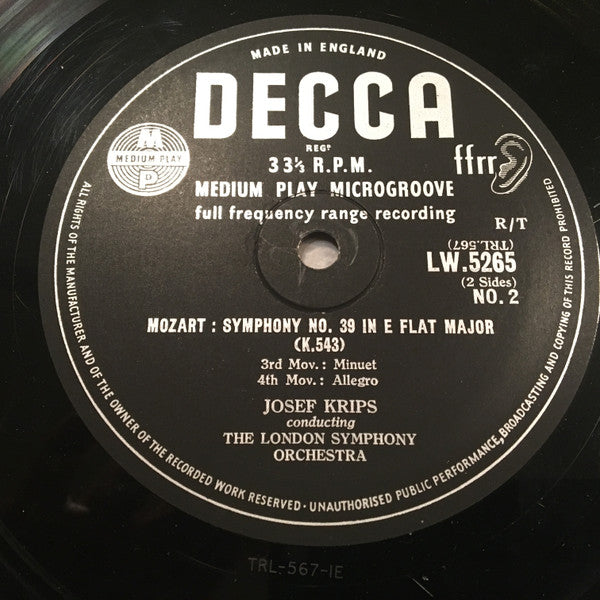 MADE IN ENGLAND
DECCA
REGᴰ
33⅓ R.P.M.
M
MEDIUM PLAY
P
D
ffrr
MEDIUM PLAY MICROGROOVE
full frequency range recording
R/T
(TRL.567)
LW.5265
(2 Sides)
NO. 2
MOZART : SYMPHONY NO. 39 IN E FLAT MAJOR
(K.543)
3rd Mov.: Minuet
4th Mov.: Allegro
JOSEF KRIPS
conducting
THE LONDON SYMPHONY
ORCHESTRA
ALL RIGHTS OF THE MANUFACTURER AND OF THE OWNER OF THE RECORDED WORK RESERVED · UNAUTHORISED PUBLIC PERFORMANCE, BROADCASTING AND COPYING OF THIS RECORD PROHIBITED
TRL-567-1E